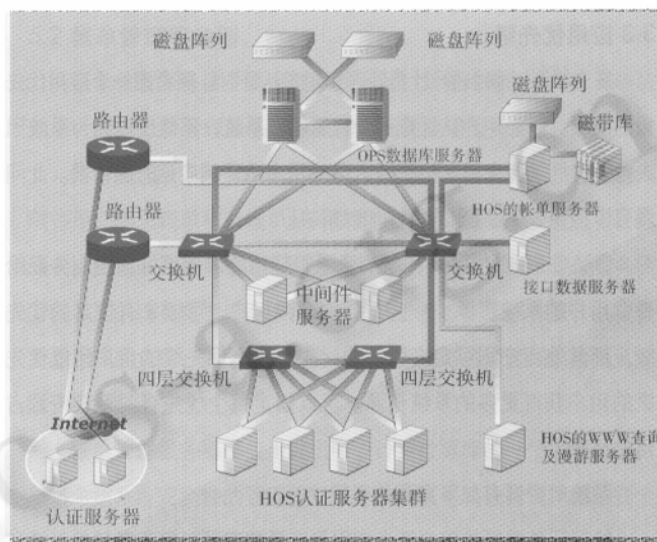 磁盘阵列
磁盘阵列
磁盘阵列
路由器
磁带库
OPS数据库服务器
路由器
HOS的帐单服务器
交换机
交换机
中间件
服务器
接口数据服务器
四层交换机
四层交换机
Internet
HOS的WWW查询
及漫游服务器
HOS认证服务器集群
认证服务器